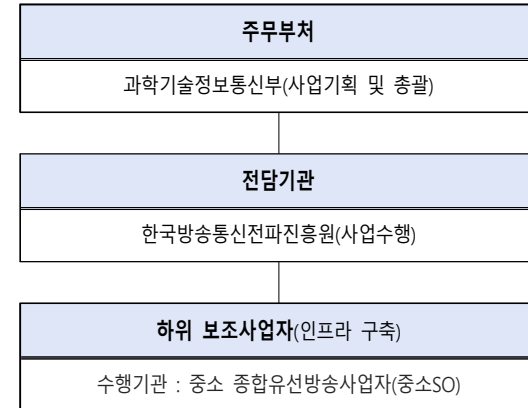 주무부처
과학기술정보통신부(사업기획 및 총괄)
전담기관
한국방송통신전파진흥원(사업수행)
하위 보조사업자(인프라 구축)
수행기관 : 중소 종합유선방송사업자(중소SO)